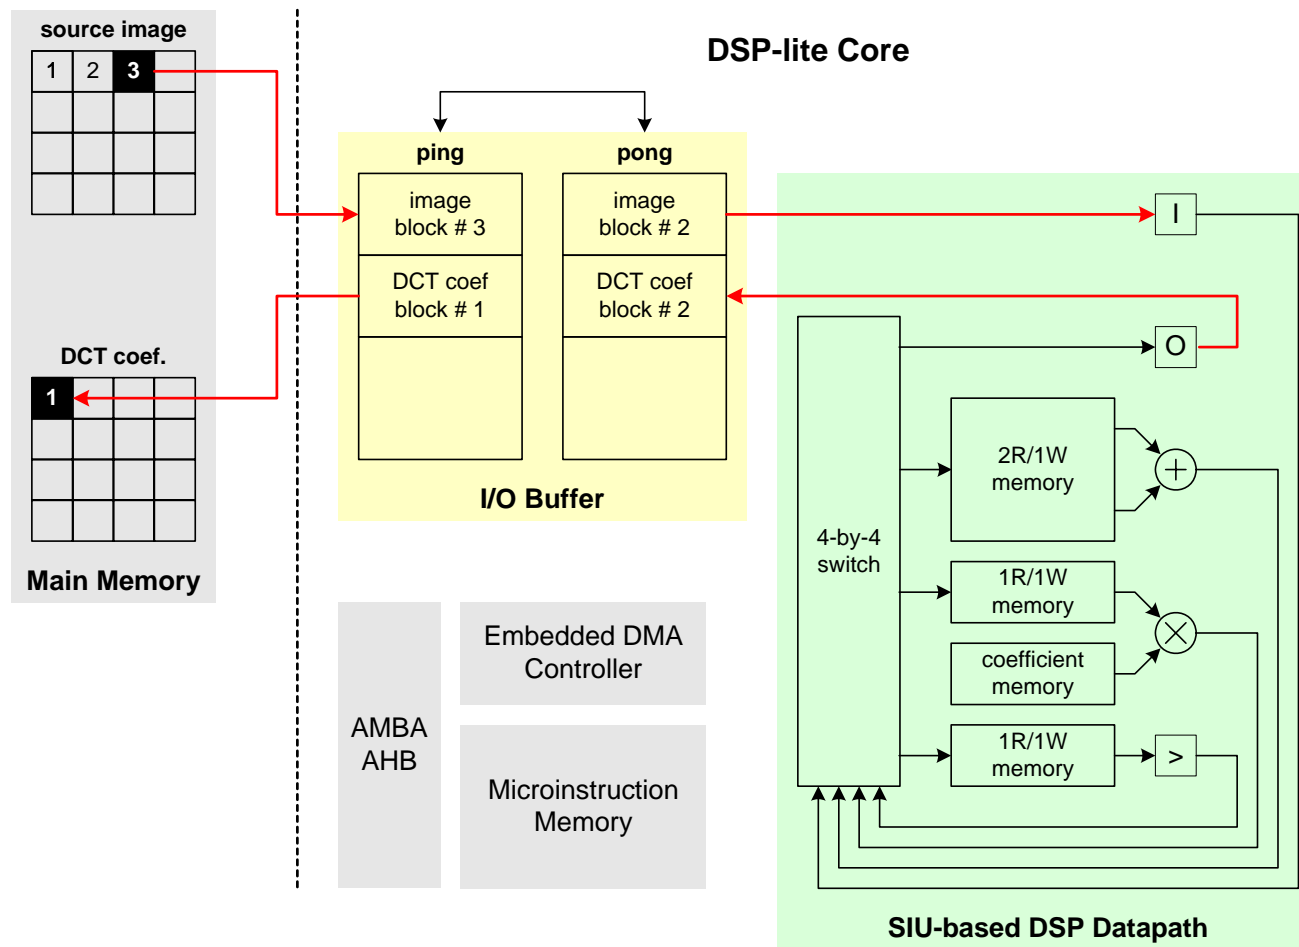 source image
1 2 3
DCT coef.
1
Main Memory
DSP-lite Core
ping
pong
image
block # 3
DCT coef
block # 1
image
block # 2
DCT coef
block # 2
I/O Buffer
AMBA
AHB
Embedded DMA
Controller
Microinstruction
Memory
I
O
4-by-4
switch
2R/1W
memory
+
1R/1W
memory
coefficient
memory
×
1R/1W
memory
>
SIU-based DSP Datapath